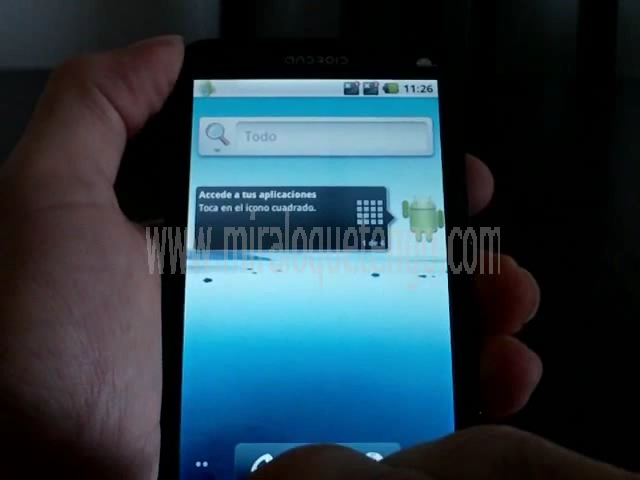 ANDROID
11:26
Todo
Accede a tus aplicaciones
Toca en el icono cuadrado.
www.miraloquetengo.com